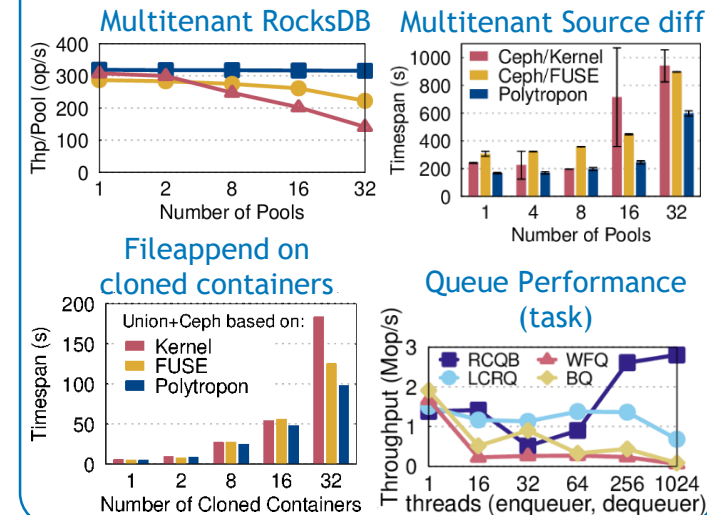 Multitenant RocksDB
Thp/Pool (op/s)
400
300
200
100
0
1 2 8 16 32
Number of Pools
Multitenant Source diff
Timespan (s)
1000
800
600
400
200
0
Ceph/Kernel
Ceph/FUSE
Polytropon
1 4 8 16 32
Number of Pools
Fileappend on
cloned containers
Timespan (s)
200
150
100
50
0
Union+Ceph based on:
Kernel
FUSE
Polytropon
1 2 8 16 32
Number of Cloned Containers
Queue Performance
(task)
Throughput (Mop/s)
3
2
1
0
RCQB WFQ
LCRQ BQ
1 16 32 64 256 1024
threads (enqueuer, dequeuer)